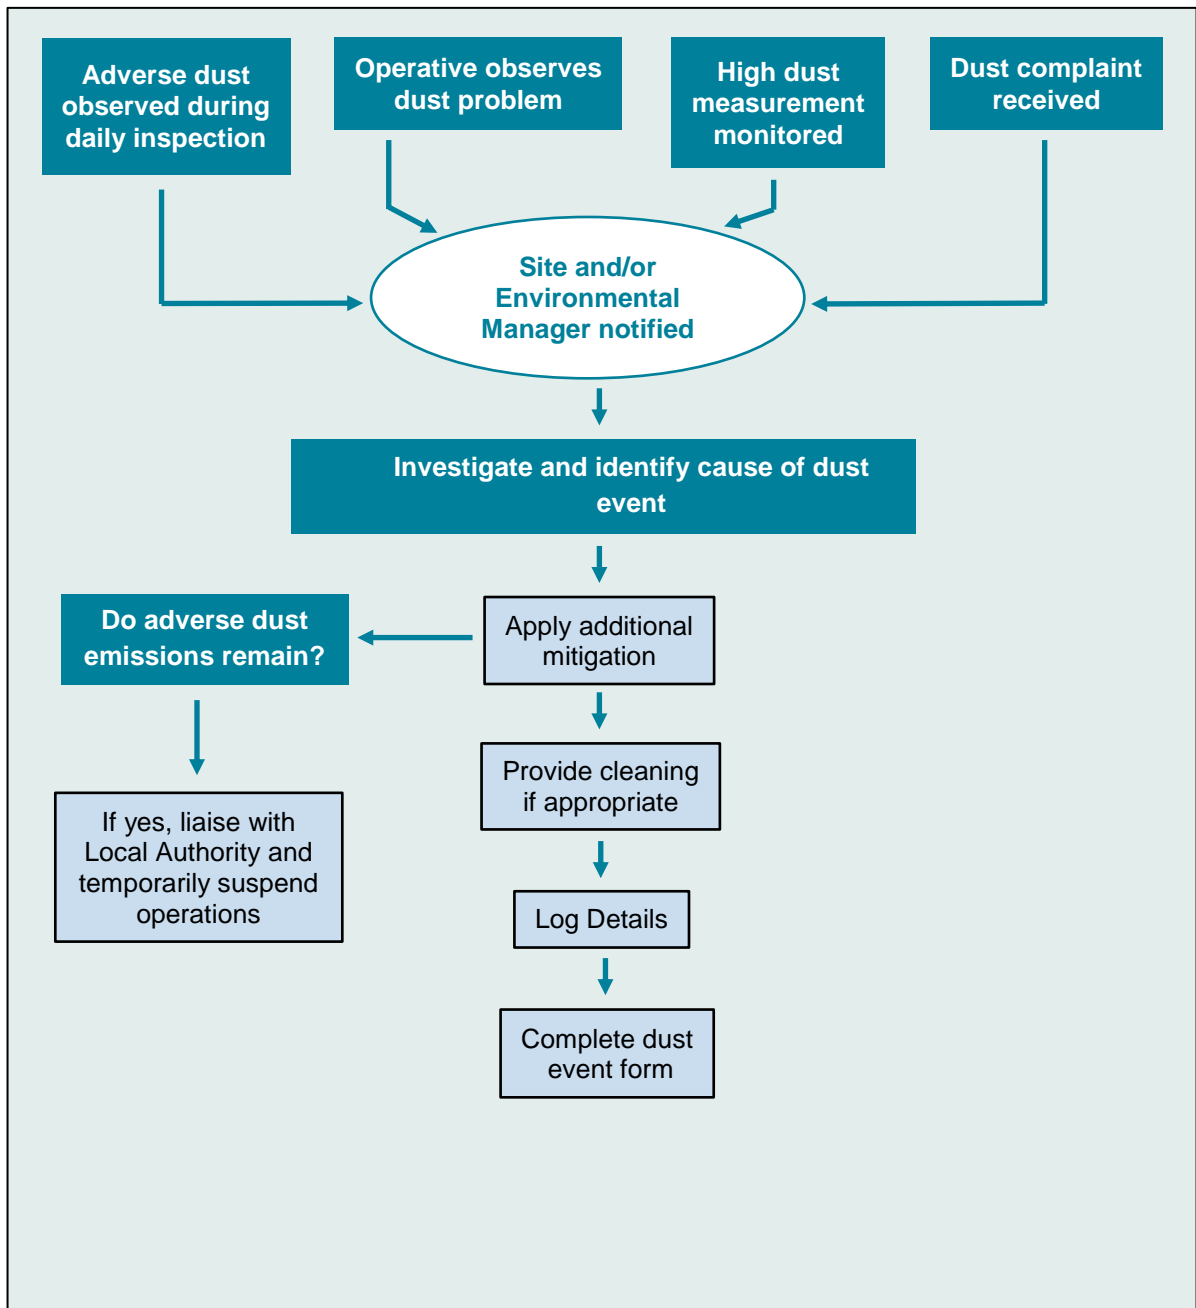 Adverse dust
observed during
daily inspection
Operative observes
dust problem
High dust
measurement
monitored
Dust complaint
received
Site and/or
Environmental
Manager notified
Investigate and identify cause of dust
event
Do adverse dust
emissions remain?
Apply additional
mitigation
Provide cleaning
if appropriate
If yes, liaise with
Local Authority and
temporarily suspend
operations
Log Details
Complete dust
event form